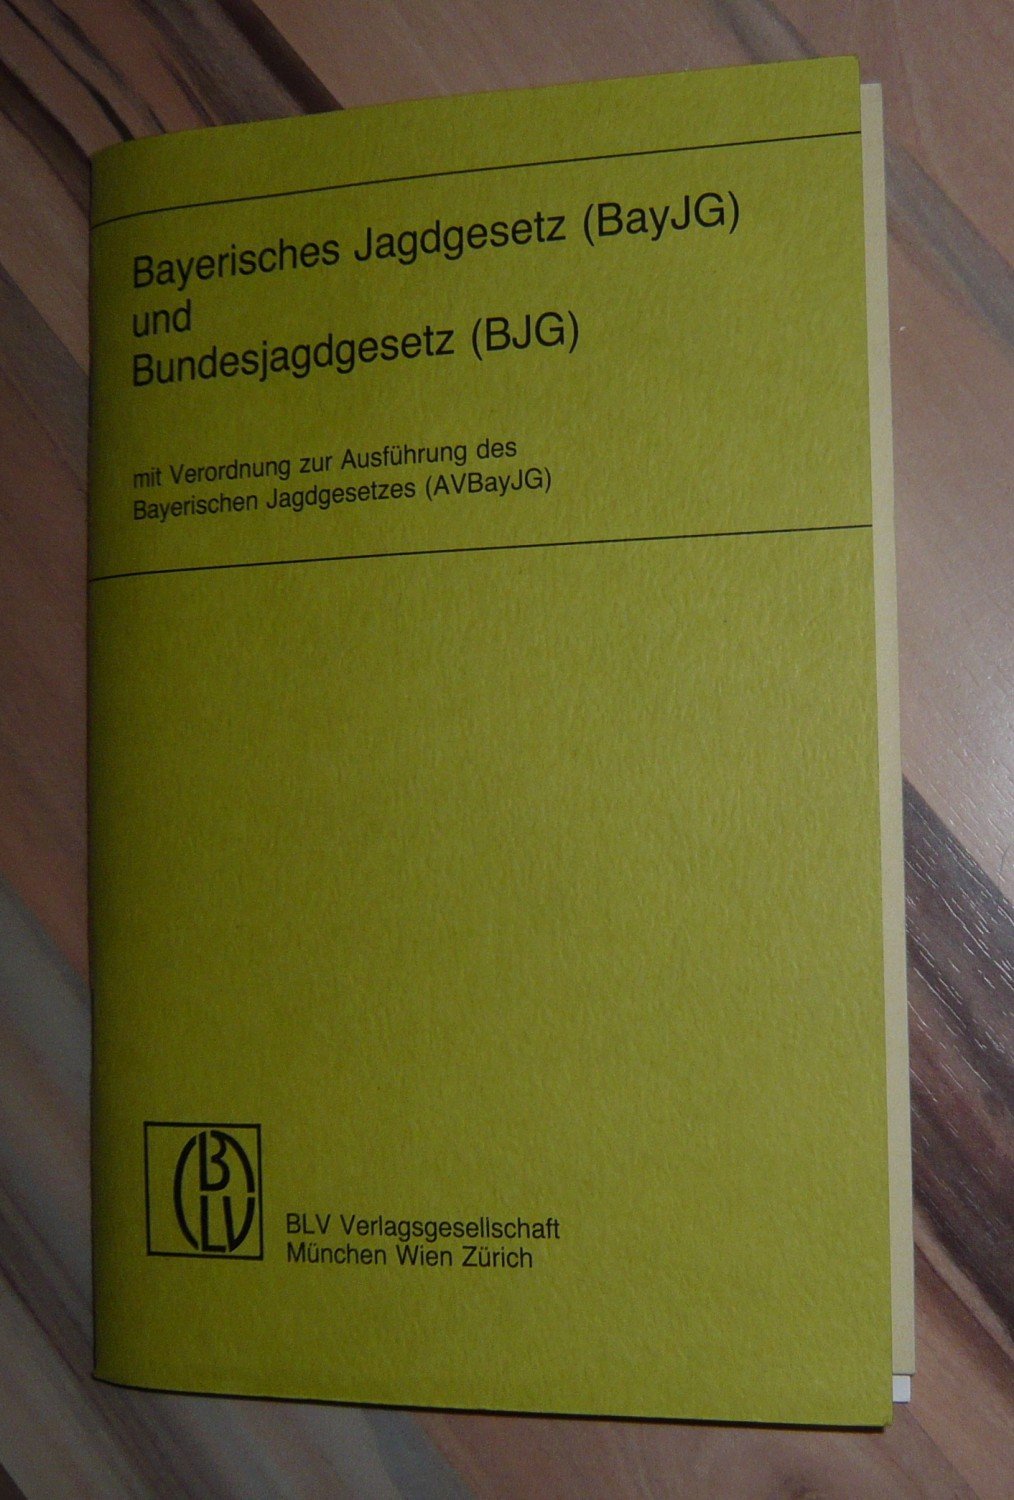 Bayerisches Jagdgesetz (BayJG)
und
Bundesjagdgesetz (BJG)
mit Verordnung zur Ausführung des
Bayerischen Jagdgesetzes (AVBayJG)
BLV
BLV Verlagsgesellschaft
München Wien Zürich